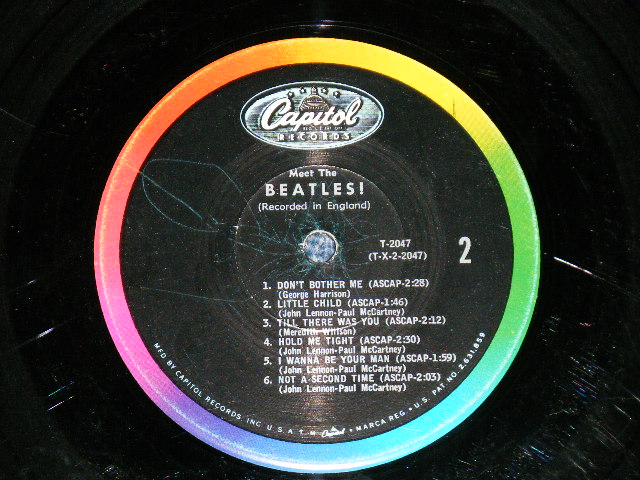 Capitol
RECORDS
Meet The
BEATLES!
(Recorded in England)
T-2047
(T-X-2-2047)
2
1. DON'T BOTHER ME (ASCAP-2:28)
(George Harrison)
2. LITTLE CHILD (ASCAP-1:46)
(John Lennon-Paul McCartney)
3. TILL THERE WAS YOU (ASCAP-2:12)
(Meredith Willson)
4. HOLD ME TIGHT (ASCAP-2:30)
(John Lennon-Paul McCartney)
5. I WANNA BE YOUR MAN (ASCAP-1:59)
(John Lennon-Paul McCartney)
6. NOT A SECOND TIME (ASCAP-2:03)
(John Lennon-Paul McCartney)
MFD BY CAPITOL RECORDS INC U.S.A. T.M. Capitol • MARCA REG. • U.S. PAT. NO. 2,631,859